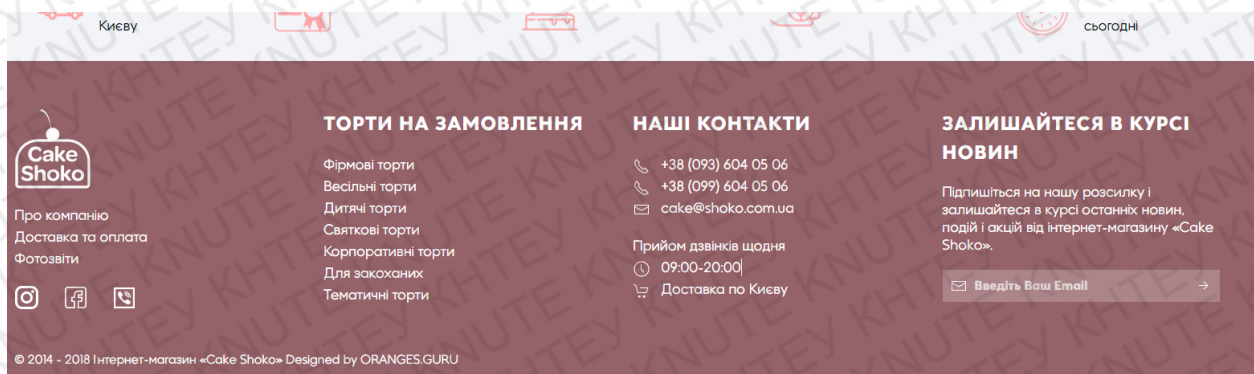 Києву
сьогодні
Cake
Shoko
Про компанію
Доставка та оплата
Фотозвіти
ТОРТИ НА ЗАМОВЛЕННЯ
Фірмові торти
Весільні торти
Дитячі торти
Святкові торти
Корпоративні торти
Для закоханих
Тематичні торти
НАШІ КОНТАКТИ
+38 (093) 604 05 06
+38 (099) 604 05 06
cake@shoko.com.ua
Прийом дзвінків щодня
09:00-20:00
Доставка по Києву
ЗАЛИШАЙТЕСЯ В КУРСІ
НОВИН
Підпишіться на нашу розсилку і
залишайтеся в курсі останніх новин,
подій і акцій від інтернет-магазину «Cake
Shoko».
Введіть Ваш Email
© 2014 - 2018 Інтернет-магазин «Cake Shoko» Designed by ORANGES.GURU
KNUTE КНТЕУ KNUTE КНТЕУ